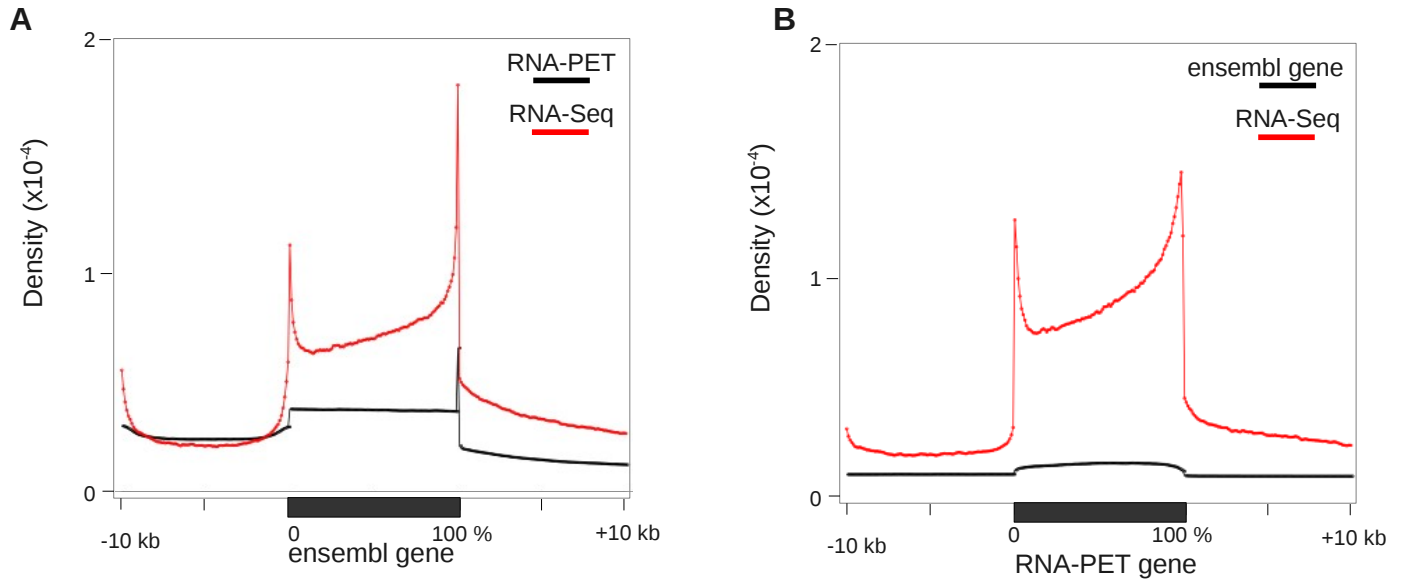 A
2
RNA-PET
RNA-Seq
Density (x10-4)
1
0
-10 kb
0
100 %
+10 kb
ensembl gene
B
2
ensembl gene
RNA-Seq
Density (x10-4)
1
0
-10 kb
0
100 %
+10 kb
RNA-PET gene